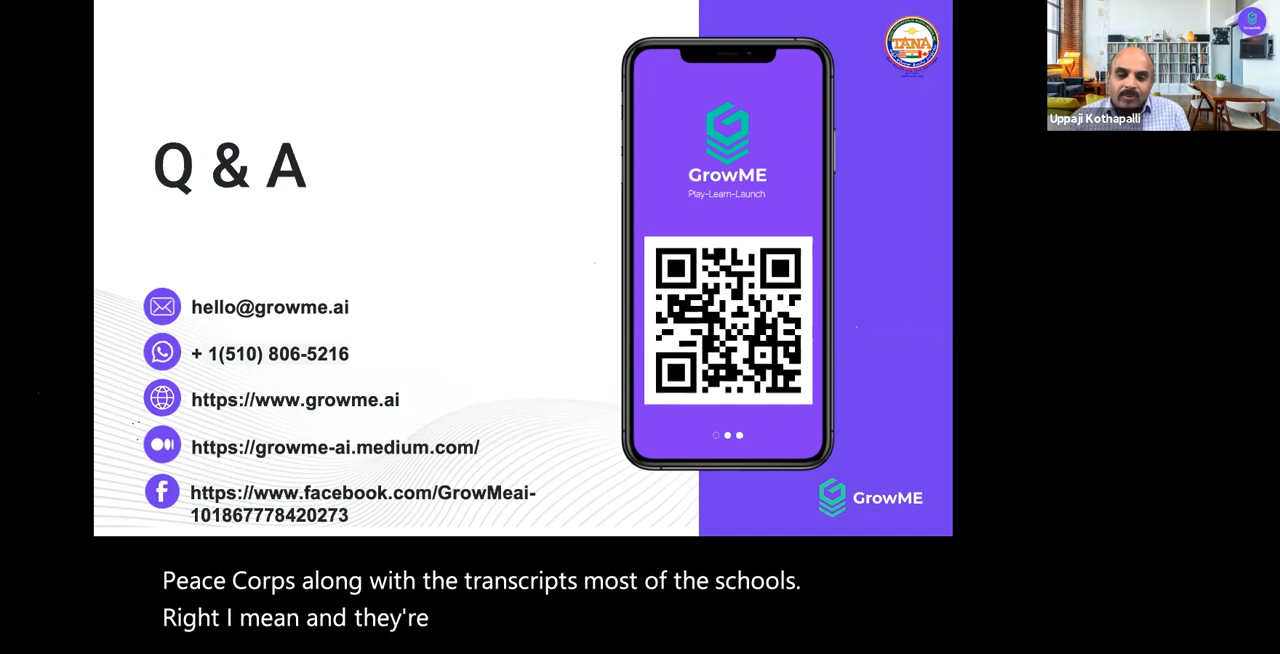 Q & A
hello@growme.ai
+ 1(510) 806-5216
https://www.growme.ai
https://growme-ai.medium.com/
https://www.facebook.com/GrowMeai-
101867778420273
GrowME
Play-Learn-Launch
TANA
GrowME
Uppaji Kothapalli
Peace Corps along with the transcripts most of the schools.
Right I mean and they're